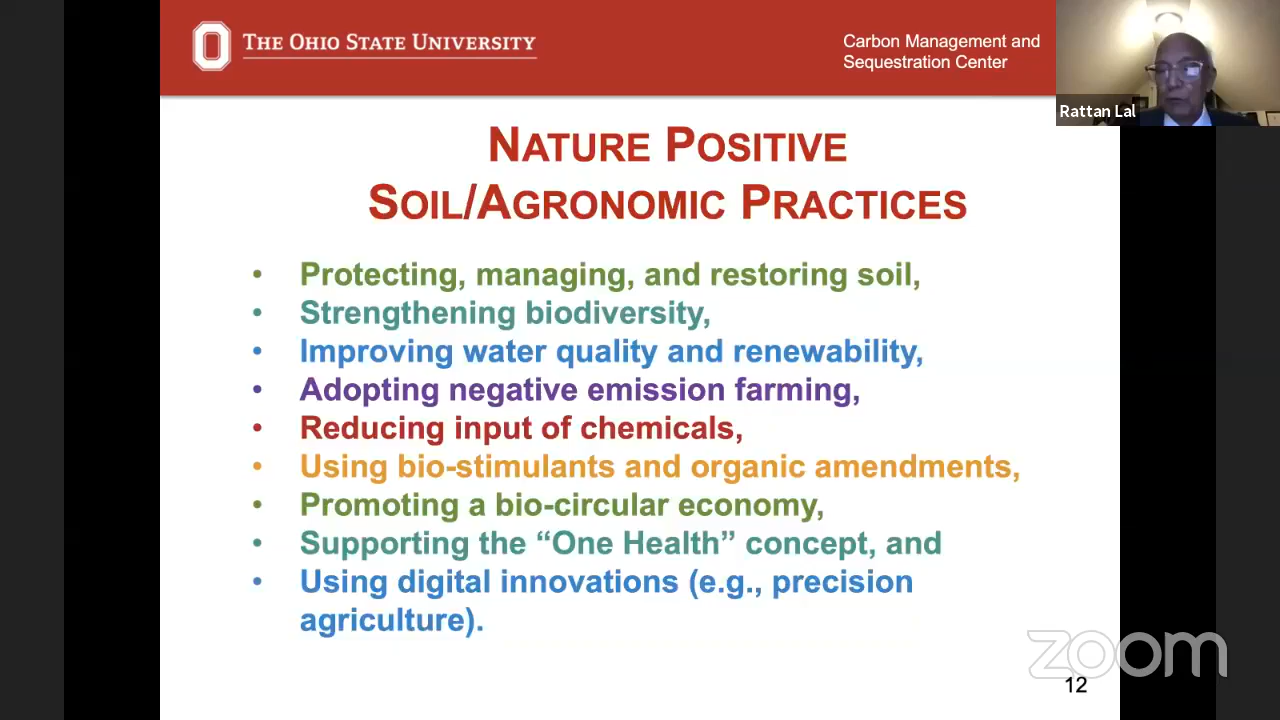 THE OHIO STATE UNIVERSITY
Carbon Management and
Sequestration Center
Rattan Lal
NATURE POSITIVE
SOIL/AGRONOMIC PRACTICES
• Protecting, managing, and restoring soil,
• Strengthening biodiversity,
• Improving water quality and renewability,
• Adopting negative emission farming,
• Reducing input of chemicals,
• Using bio-stimulants and organic amendments,
• Promoting a bio-circular economy,
• Supporting the “One Health” concept, and
• Using digital innovations (e.g., precision
agriculture).
zoom
12